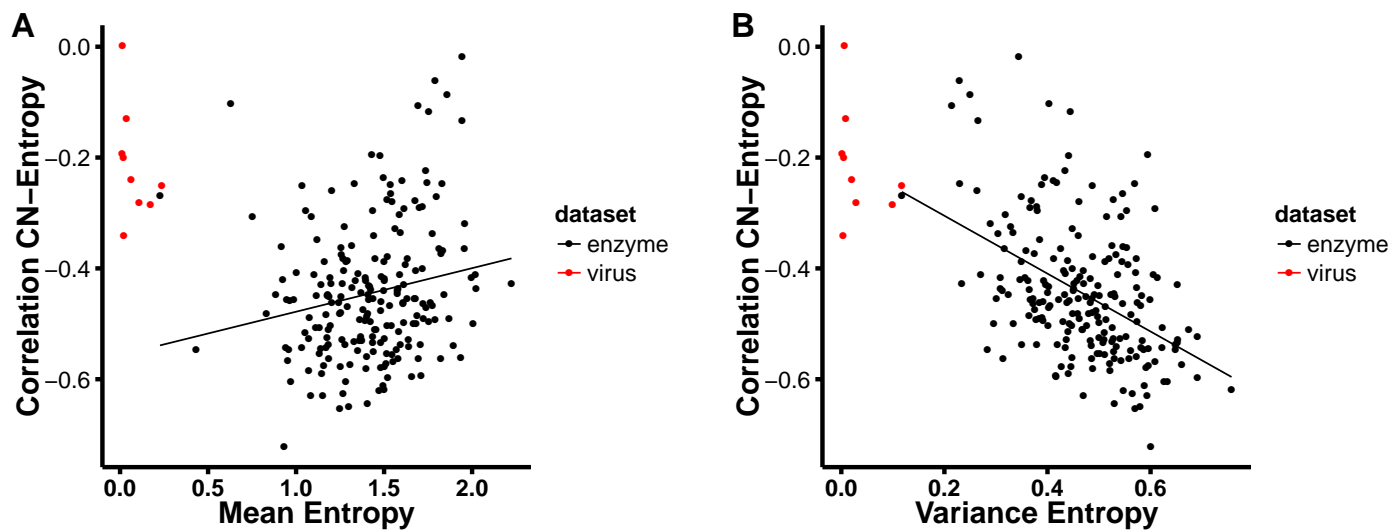 A
Correlation CN−Entropy
0.0
−0.2
−0.4
−0.6
0.0 0.5 1.0 1.5 2.0
Mean Entropy
dataset
enzyme
virus
B
Correlation CN−Entropy
0.0
−0.2
−0.4
−0.6
0.0 0.2 0.4 0.6
Variance Entropy
dataset
enzyme
virus